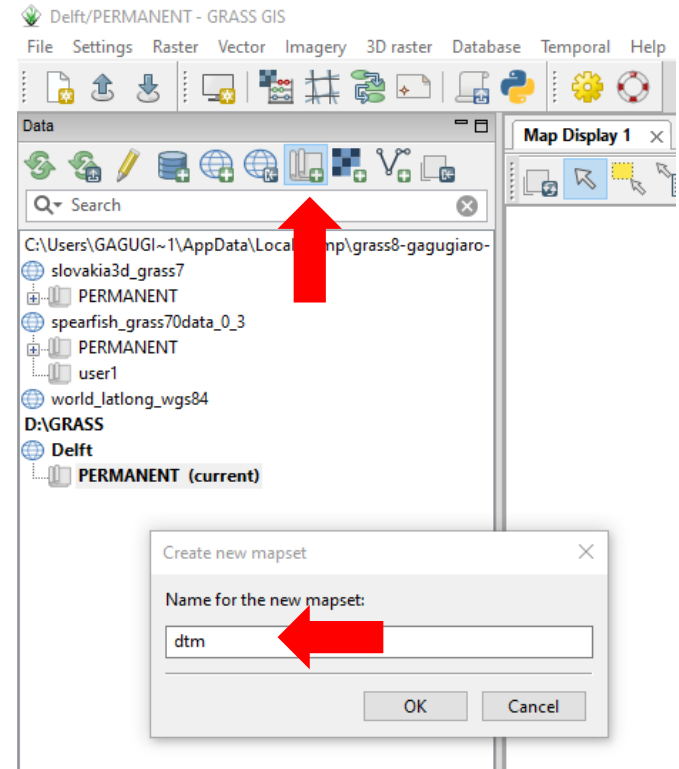 Delft/PERMANENT - GRASS GIS
File Settings Raster Vector Imagery 3D raster Database Temporal Help
Data
Map Display 1
Search
C:\Users\GAGUGI~1\AppData\Loca mp\grass8-gagugiaro-
slovakia3d_grass7
PERMANENT
spearfish_grass70data_0_3
PERMANENT
user1
world_latlong_wgs84
D:\GRASS
Delft
PERMANENT (current)
Create new mapset
Name for the new mapset:
dtm
OK Cancel